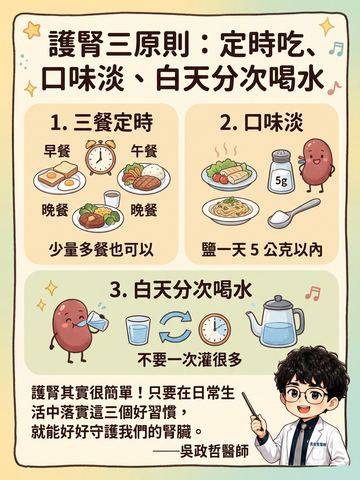 護腎三原則：定時吃、
口味淡、白天分次喝水
1. 三餐定時
早餐
午餐
晚餐
晚餐
少量多餐也可以
2. 口味淡
5g
鹽一天 5 公克以內
3. 白天分次喝水
不要一次灌很多
護腎其實很簡單！只要在日常生
活中落實這三個好習慣，
就能好好守護我們的腎臟。
——吳政哲醫師